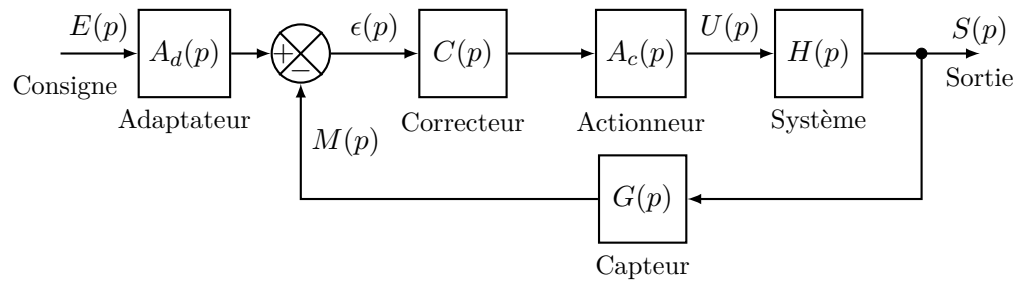 E(p)
Consigne
A_d(p)
Adaptateur
+
−
ϵ(p)
M(p)
C(p)
Correcteur
A_c(p)
Actionneur
U(p)
H(p)
Système
S(p)
Sortie
G(p)
Capteur